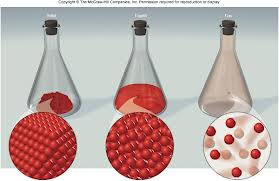 Copyright © The McGraw-Hill Companies, Inc. Permission required for reproduction or display.
Solid
Liquid
Gas